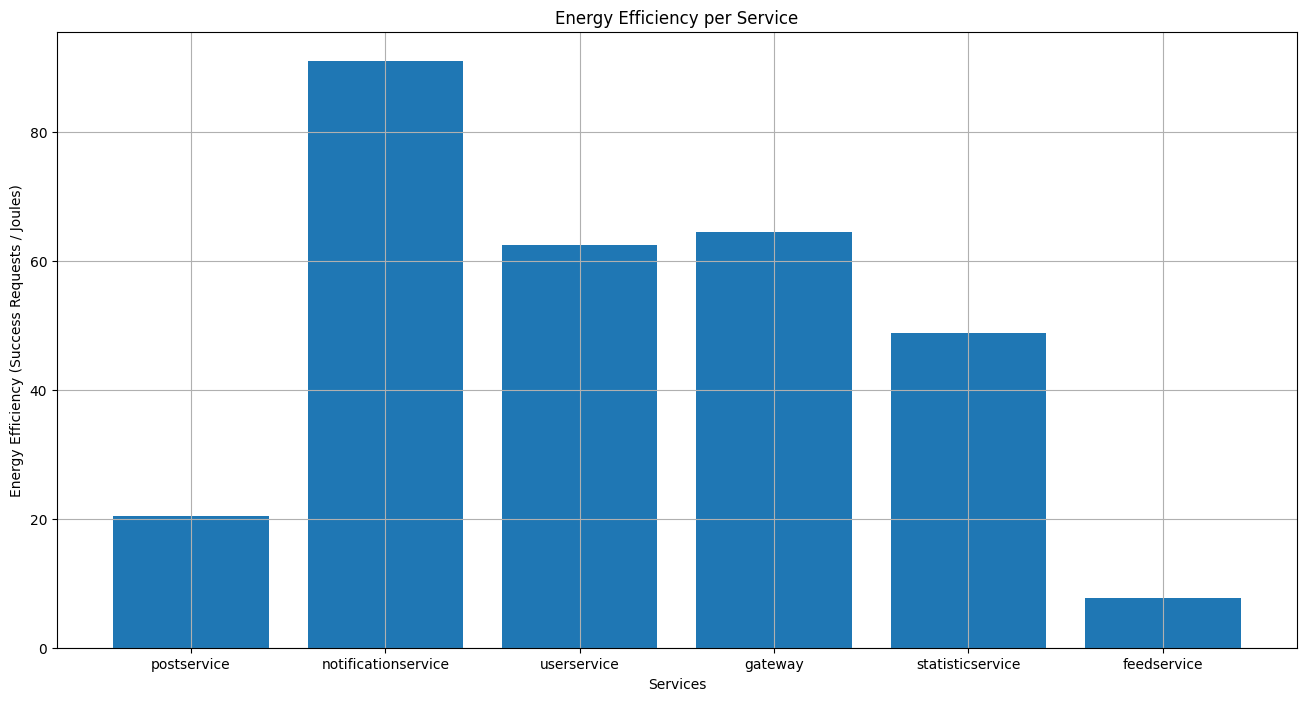 Energy Efficiency per Service
Energy Efficiency (Success Requests / Joules)
80
60
40
20
0
postservice
notificationservice
userservice
gateway
statisticservice
feedservice
Services